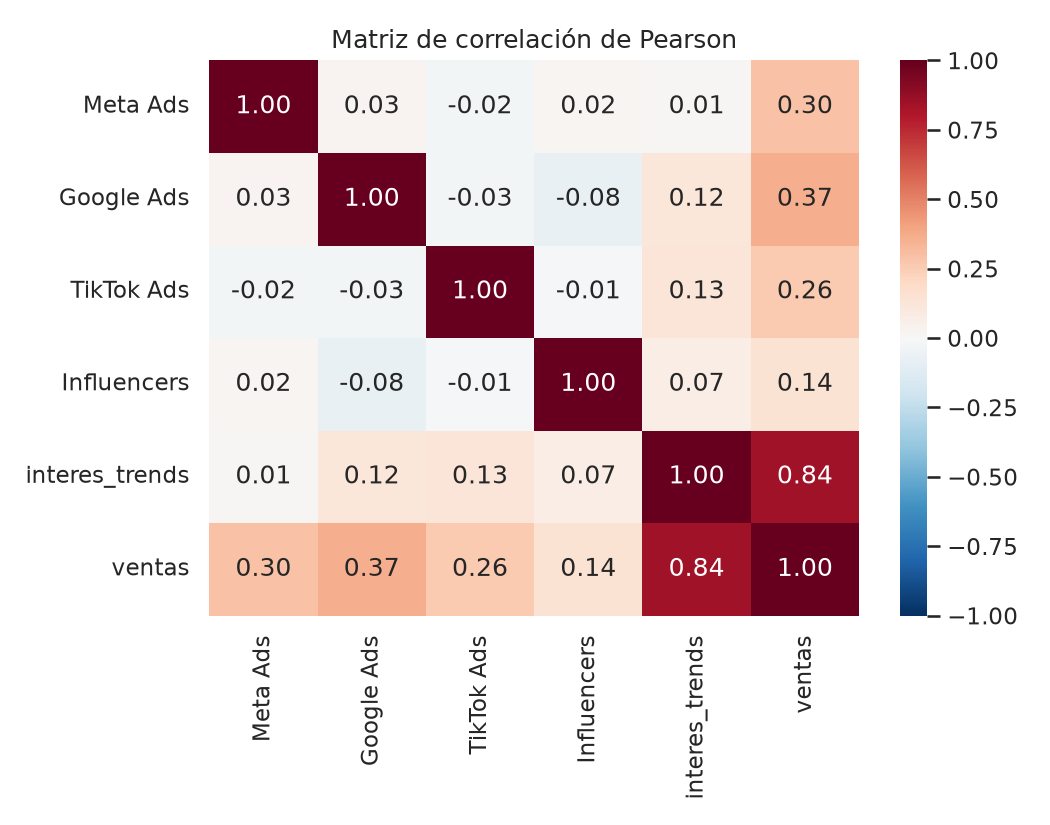 Matriz de correlación de Pearson
Meta Ads 1.00 0.03 -0.02 0.02 0.01 0.30
Google Ads 0.03 1.00 -0.03 -0.08 0.12 0.37
TikTok Ads -0.02 -0.03 1.00 -0.01 0.13 0.26
Influencers 0.02 -0.08 -0.01 1.00 0.07 0.14
interes_trends 0.01 0.12 0.13 0.07 1.00 0.84
ventas 0.30 0.37 0.26 0.14 0.84 1.00
Meta Ads
Google Ads
TikTok Ads
Influencers
interes_trends
ventas
1.00
0.75
0.50
0.25
0.00
−0.25
−0.50
−0.75
−1.00